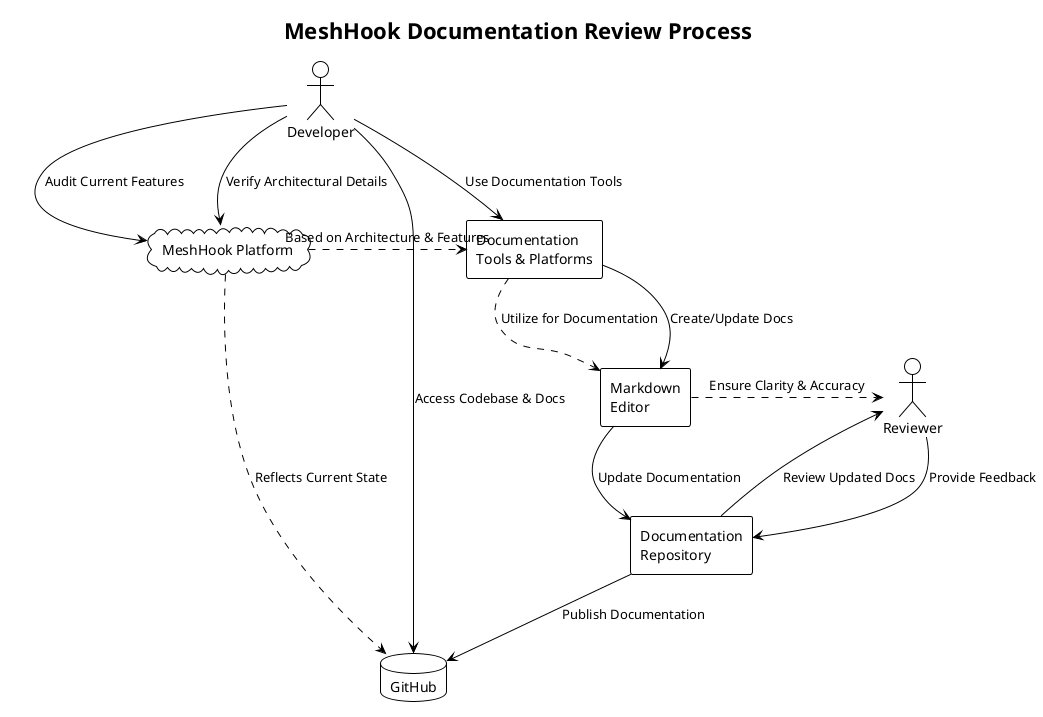 MeshHook Documentation Review Process
Developer
Audit Current Features
Verify Architectural Details
Use Documentation Tools
Based on Architecture & Features
MeshHook Platform
Documentation
Tools & Platforms
Utilize for Documentation
Create/Update Docs
Markdown
Editor
Ensure Clarity & Accuracy
Reviewer
Access Codebase & Docs
Reflects Current State
Update Documentation
Review Updated Docs
Provide Feedback
Documentation
Repository
Publish Documentation
GitHub